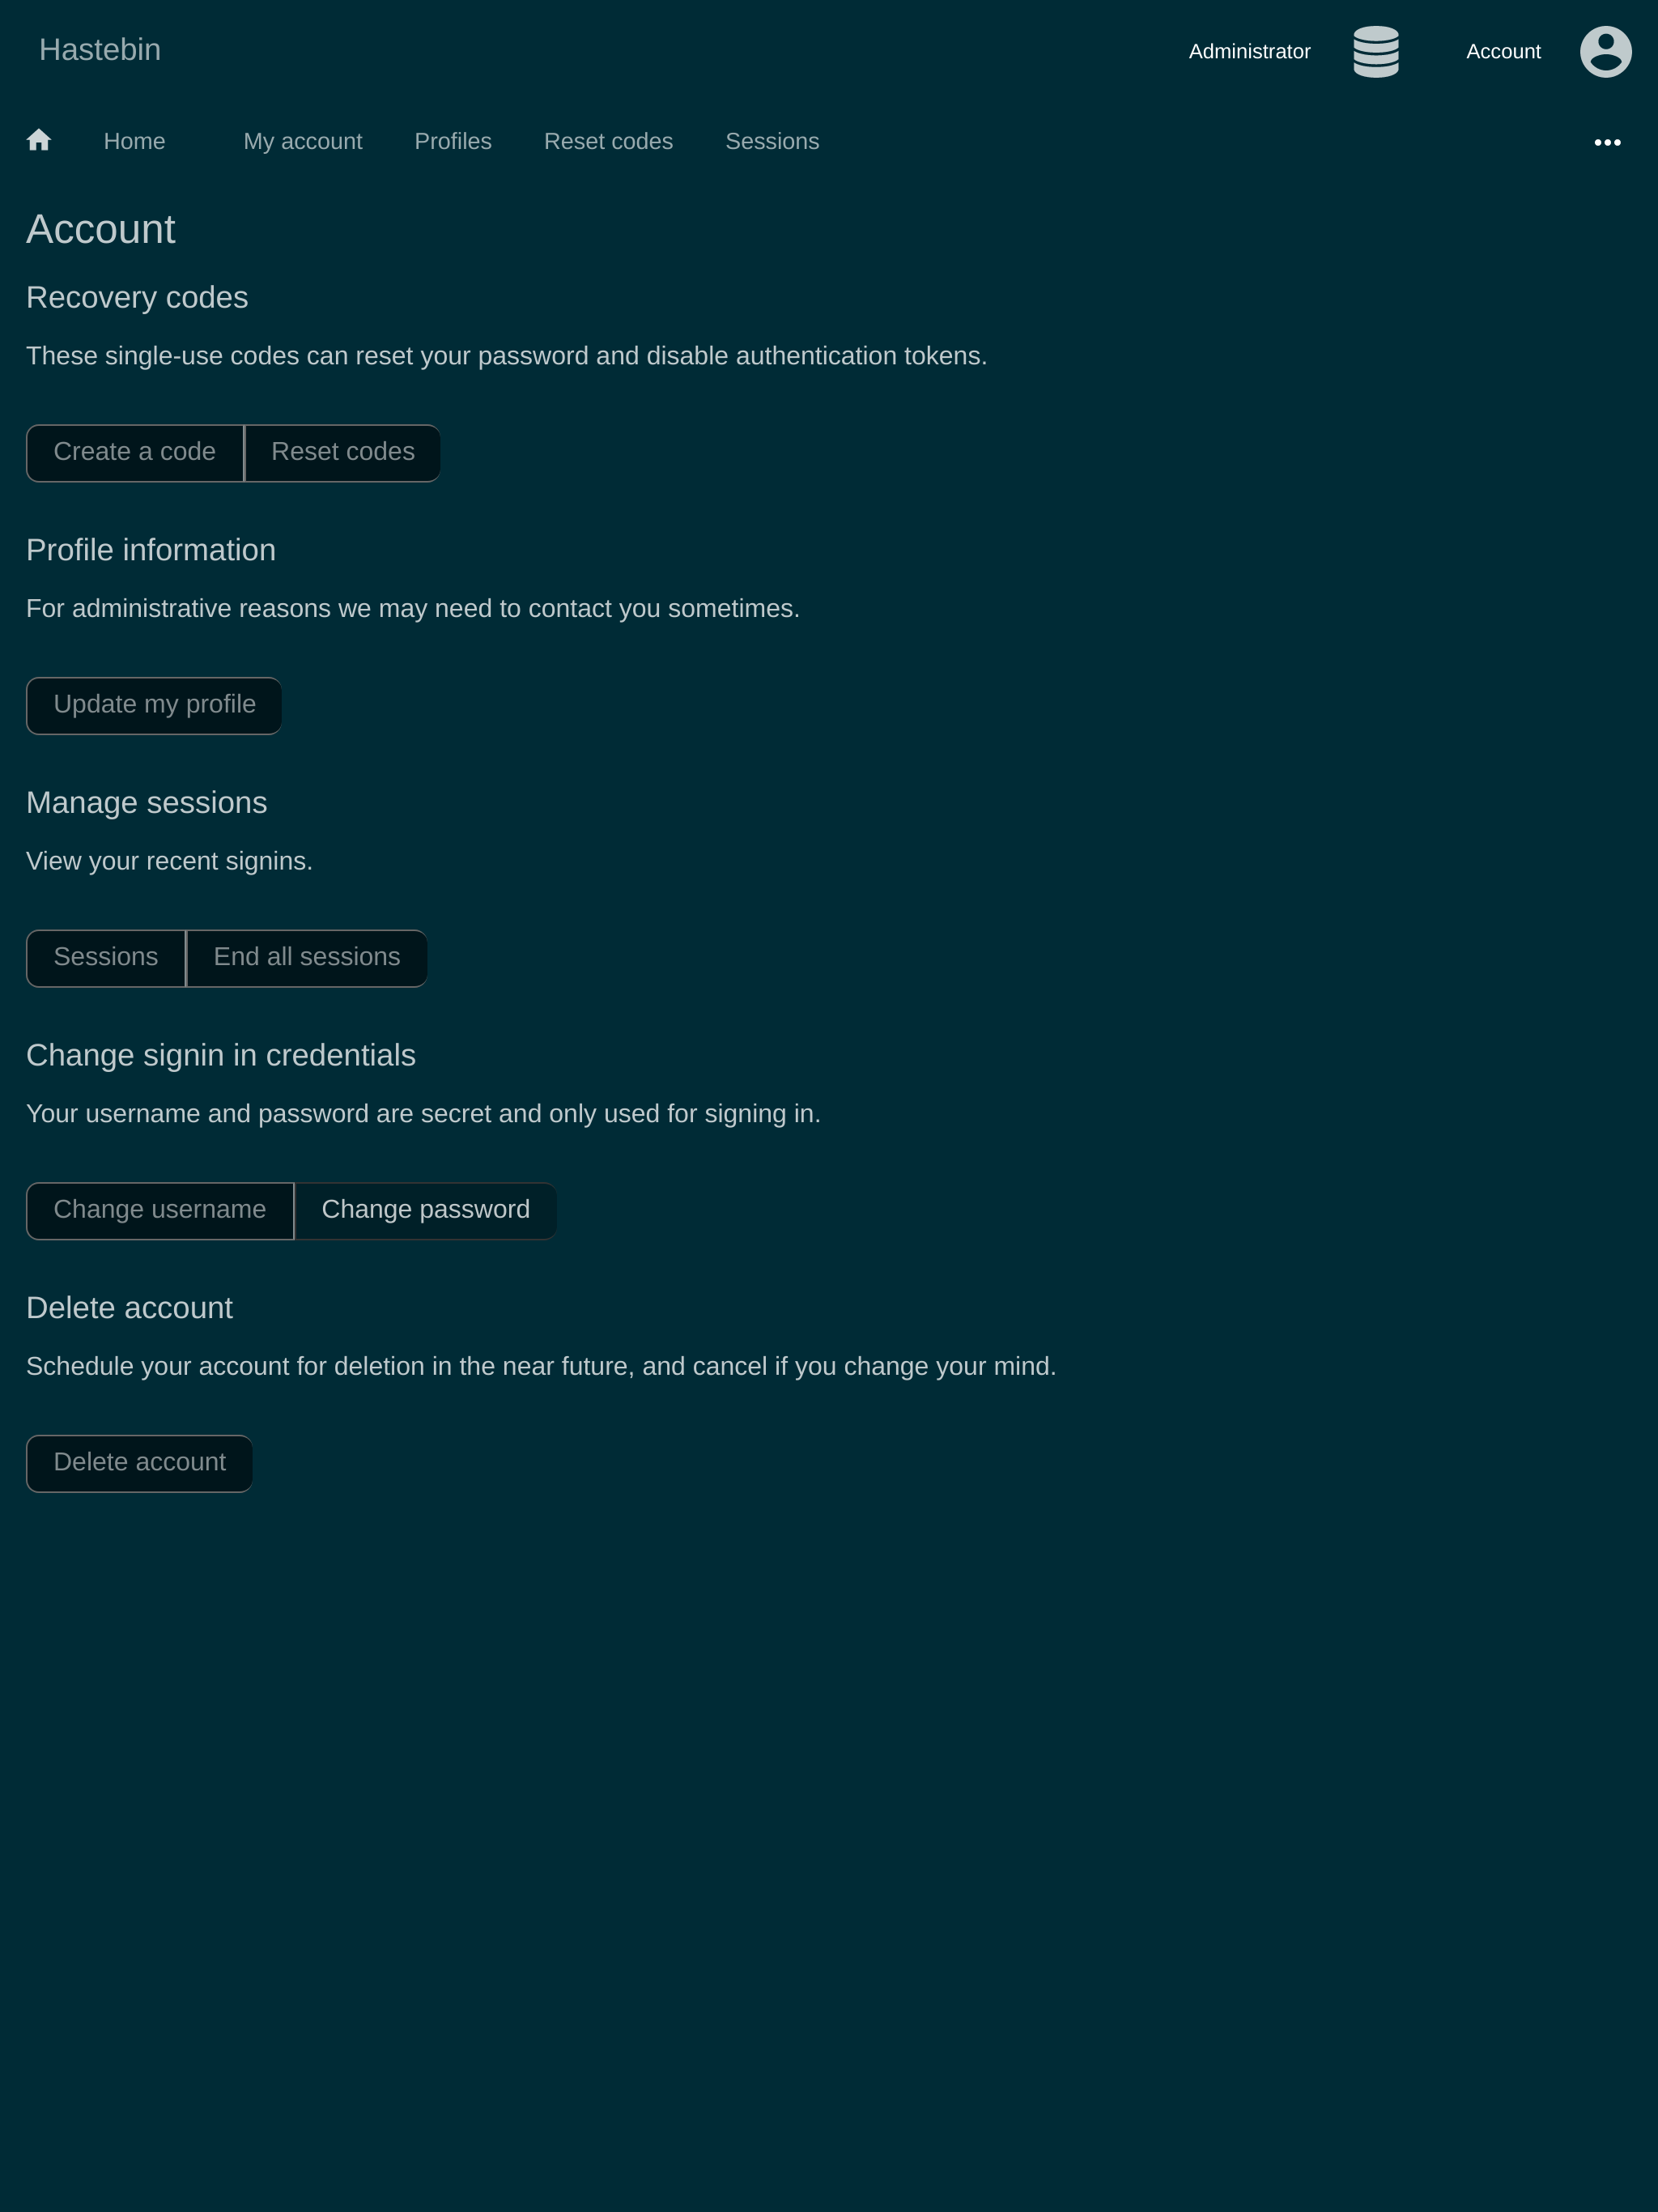 Hastebin Administrator Account
Home My account Profiles Reset codes Sessions
Account
Recovery codes
These single-use codes can reset your password and disable authentication tokens.
Create a code Reset codes
Profile information
For administrative reasons we may need to contact you sometimes.
Update my profile
Manage sessions
View your recent signins.
Sessions End all sessions
Change signin in credentials
Your username and password are secret and only used for signing in.
Change username Change password
Delete account
Schedule your account for deletion in the near future, and cancel if you change your mind.
Delete account